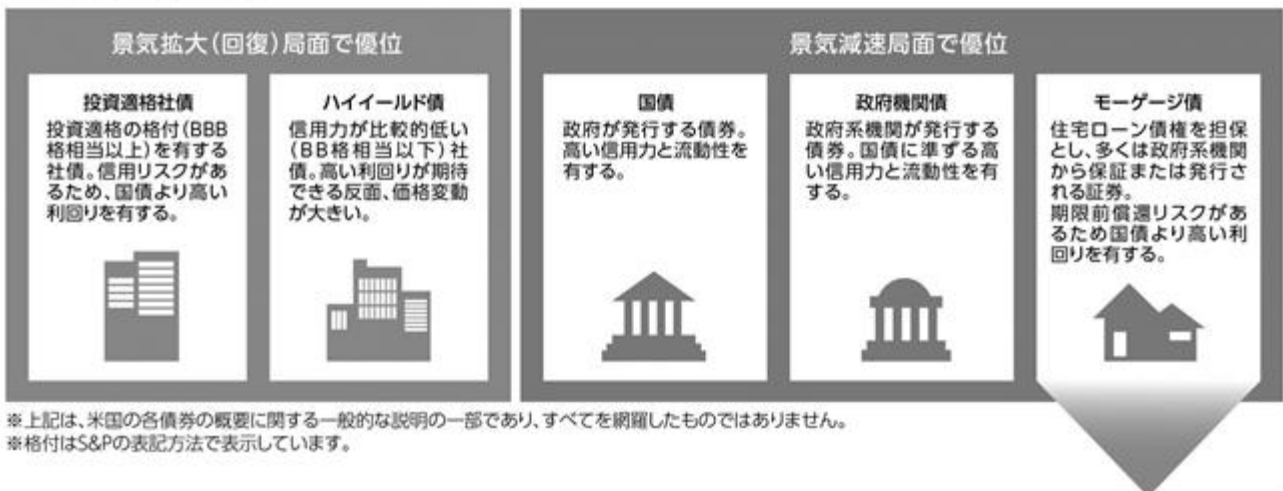 景気拡大(回復)局面で優位
投資適格社債
投資適格の格付(BBB
格相当以上)を有する
社債。信用リスクがあ
るため、国債より高い
利回りを有する。
ハイイールド債
信用力が比較的低い
(BB格相当以下)社
債。高い利回りが期待
できる反面、価格変動
が大きい。
景気減速局面で優位
国債
政府が発行する債券。
高い信用力と流動性を
有する。
政府機関債
政府系機関が発行する
債券。国債に準ずる高
い信用力と流動性を有
する。
モーゲージ債
住宅ローン債権を担保
とし、多くは政府系機関
から保証または発行さ
れる証券。
期限前償還リスクがあ
るため国債より高い利
回りを有する。
※上記は、米国の各債券の概要に関する一般的な説明の一部であり、すべてを網羅したものではありません。
※格付はS&Pの表記方法で表示しています。